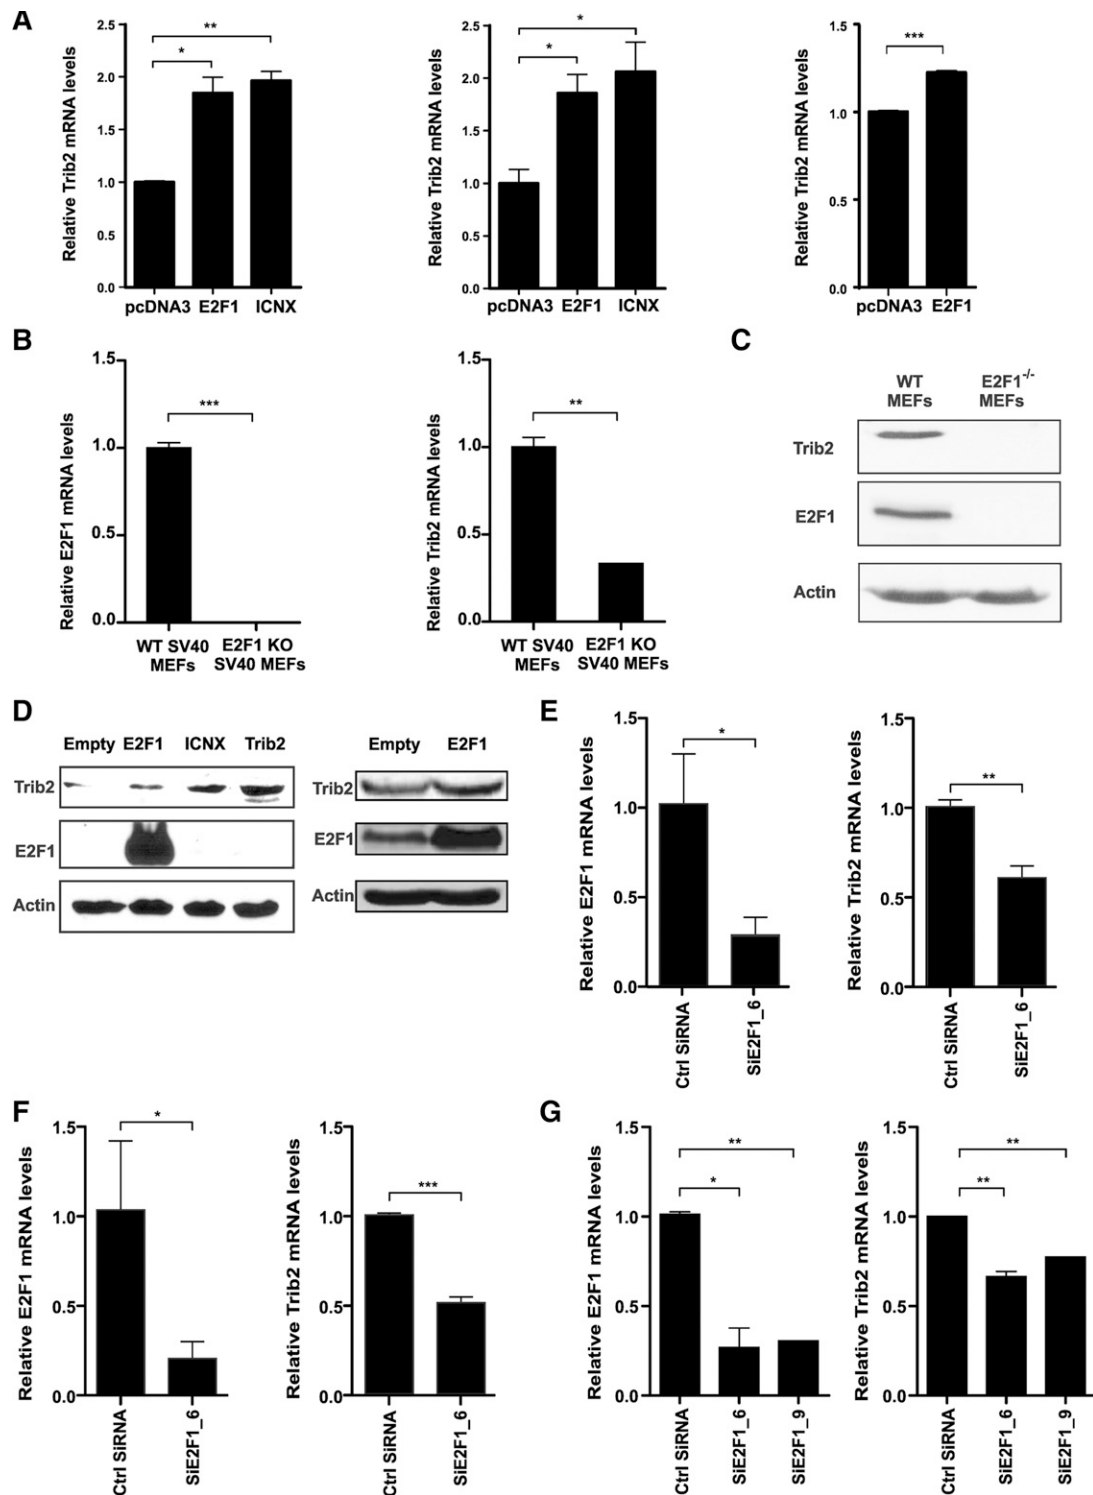 A
Relative Trib2 mRNA levels
2.5
2.0
1.5
1.0
0.5
0.0
**
*
pcDNA3 E2F1 ICNX
Relative Trib2 mRNA levels
2.5
2.0
1.5
1.0
0.5
0.0
*
*
pcDNA3 E2F1 ICNX
Relative Trib2 mRNA levels
1.5
1.0
0.5
0.0
***
pcDNA3 E2F1
B
Relative E2F1 mRNA levels
1.5
1.0
0.5
0.0
***
WT SV40 E2F1 KO
MEFs SV40 MEFs
Relative Trib2 mRNA levels
1.5
1.0
0.5
0.0
**
WT SV40 E2F1 KO
MEFs SV40 MEFs
C
WT E2F1-/-
MEFs MEFs
Trib2
E2F1
Actin
D
Empty E2F1 ICNX Trib2
Trib2
E2F1
Actin
Empty E2F1
Trib2
E2F1
Actin
E
Relative E2F1 mRNA levels
1.5
1.0
0.5
0.0
*
Ctrl SiRNA
SiE2F1_6
Relative Trib2 mRNA levels
1.5
1.0
0.5
0.0
**
Ctrl SiRNA
SiE2F1_6
F
Relative E2F1 mRNA levels
1.5
1.0
0.5
0.0
*
Ctrl SiRNA
SiE2F1_6
Relative Trib2 mRNA levels
1.5
1.0
0.5
0.0
***
Ctrl SiRNA
SiE2F1_6
G
Relative E2F1 mRNA levels
1.5
1.0
0.5
0.0
**
*
Ctrl SiRNA
SiE2F1_6
SiE2F1_9
Relative Trib2 mRNA levels
1.5
1.0
0.5
0.0
**
**
Ctrl SiRNA
SiE2F1_6
SiE2F1_9